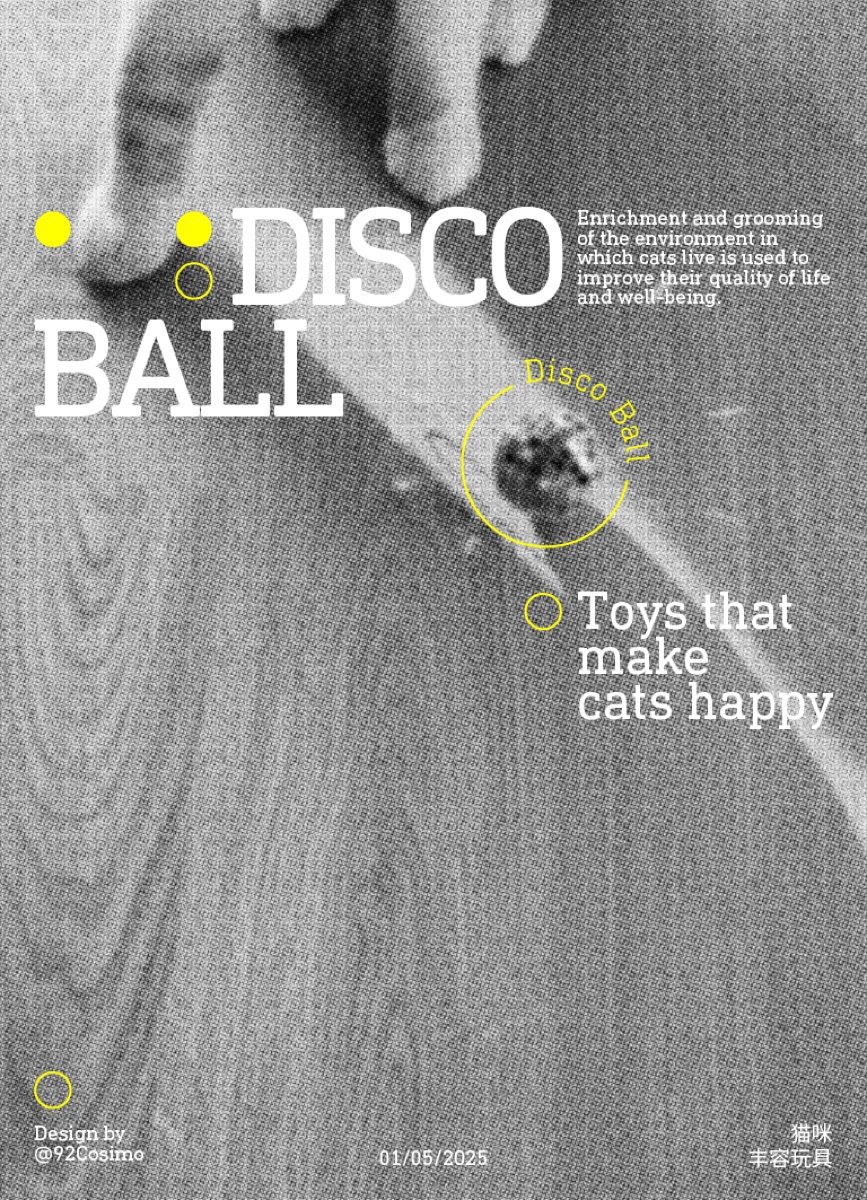 DISCO
BALL
Enrichment and grooming
of the environment in
which cats live is used to
improve their quality of life
and well-being.
Disco Ball
Toys that
make
cats happy
Design by
@92Cosimo
01/05/2025
猫咪
丰容玩具